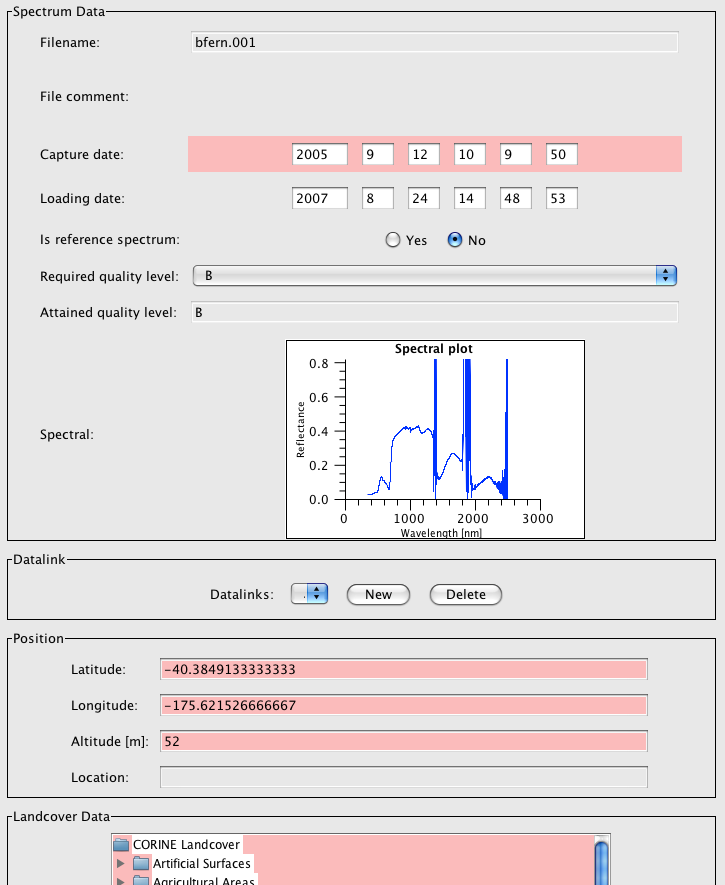 Spectrum Data
Filename: bfern.001
File comment:
Capture date: 2005 9 12 10 9 50
Loading date: 2007 8 24 14 48 53
Is reference spectrum: Yes No
Required quality level: B
Attained quality level: B
Spectral:
Spectral plot
Reflectance
0.8
0.6
0.4
0.2
0.0
0 1000 2000 3000
Wavelength [nm]
Datalink
Datalinks: . New Delete
Position
Latitude: -40.3849133333333
Longitude: -175.621526666667
Altitude [m]: 52
Location:
Landcover Data
CORINE Landcover
Artificial Surfaces
Agricultural Areas